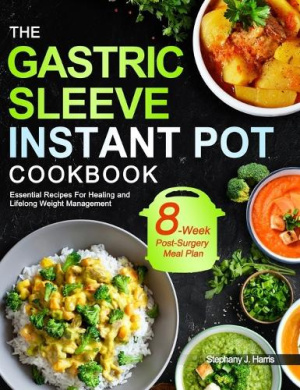 THE
GASTRIC
SLEEVE
INSTANT POT
COOKBOOK
Essential Recipes For Healing and
Lifelong Weight Management
8-Week
Post-Surgery
Meal Plan
Stephany J. Harris